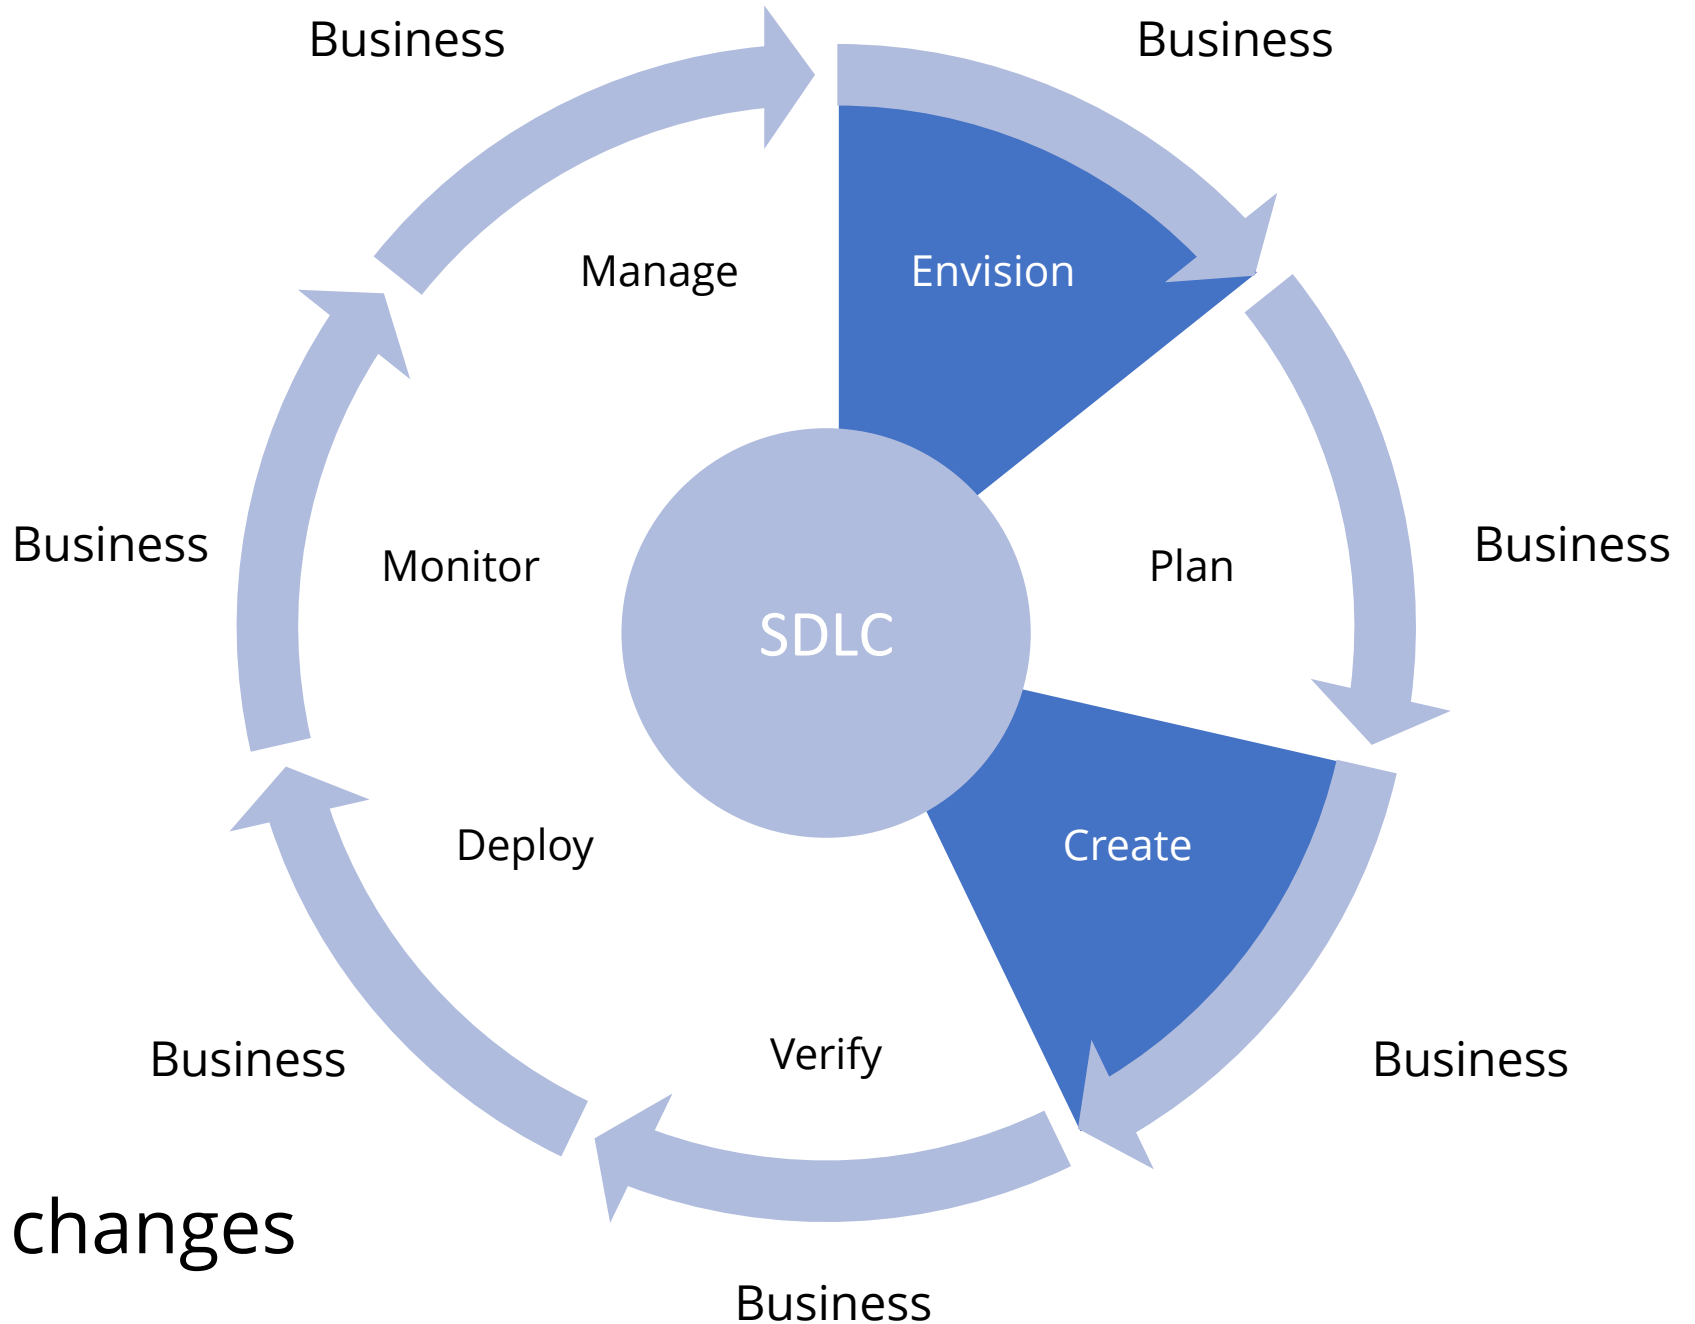 Business
Business
Manage
Envision
Business
Business
Monitor
Plan
SDLC
Deploy
Create
Business
Verify
Business
changes
Business